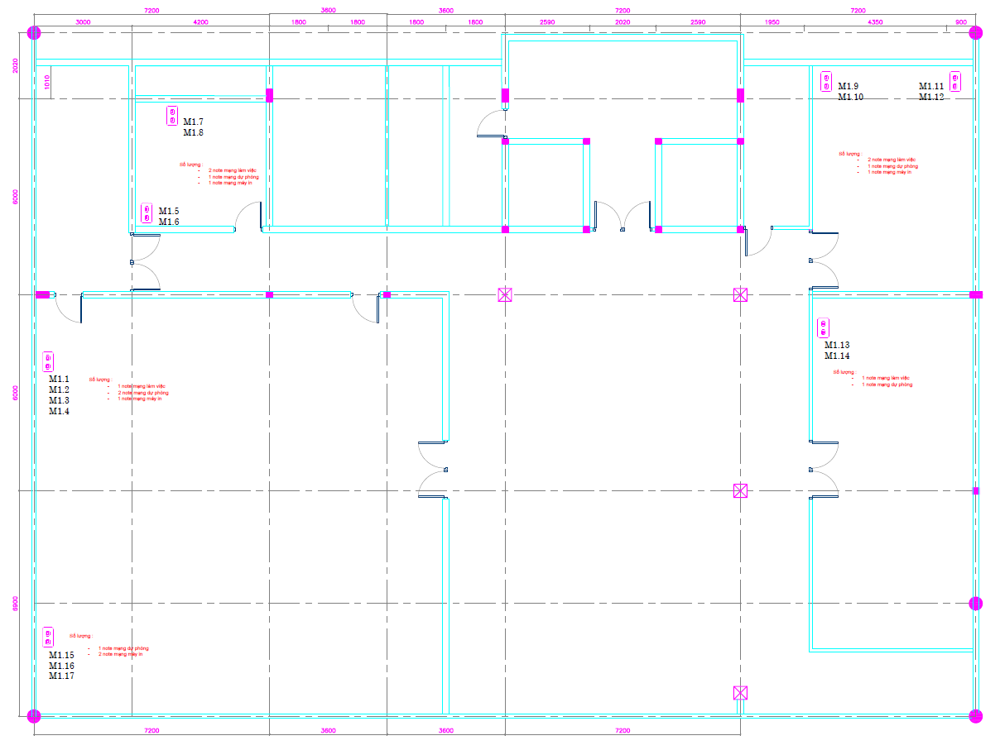 7200
3600
3600
7200
7200
3000
4200
1800
1800
1800
1800
2590
2020
2590
1950
4350
900
2020
1010
6000
6000
6900
M1.7
M1.8
Số lượng :
- 2 note mạng làm việc
- 1 note mạng dự phòng
- 1 note mạng máy in
M1.5
M1.6
M1.9
M1.10
M1.11
M1.12
Số lượng :
- 2 note mạng làm việc
- 1 note mạng dự phòng
- 1 note mạng máy in
M1.1
M1.2
M1.3
M1.4
Số lượng :
- 1 note mạng làm việc
- 2 note mạng dự phòng
- 1 note mạng máy in
M1.13
M1.14
Số lượng :
- 1 note mạng làm việc
- 1 note mạng dự phòng
M1.15
M1.16
M1.17
Số lượng :
- 1 note mạng dự phòng
- 2 note mạng máy in
7200
3600
3600
7200